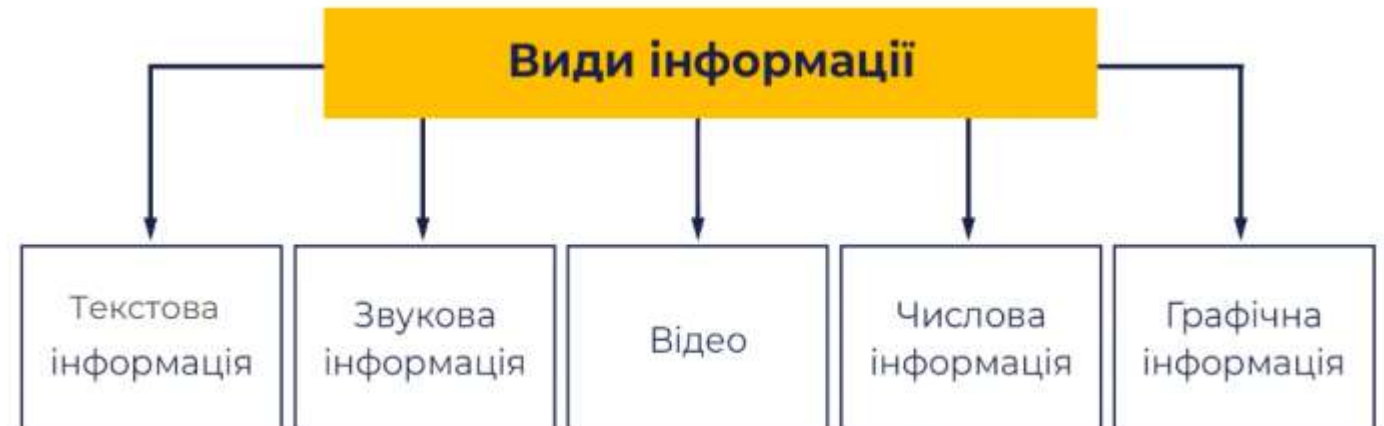 Види інформації
Текстова
інформація
Звукова
інформація
Відео
Числова
інформація
Графічна
інформація